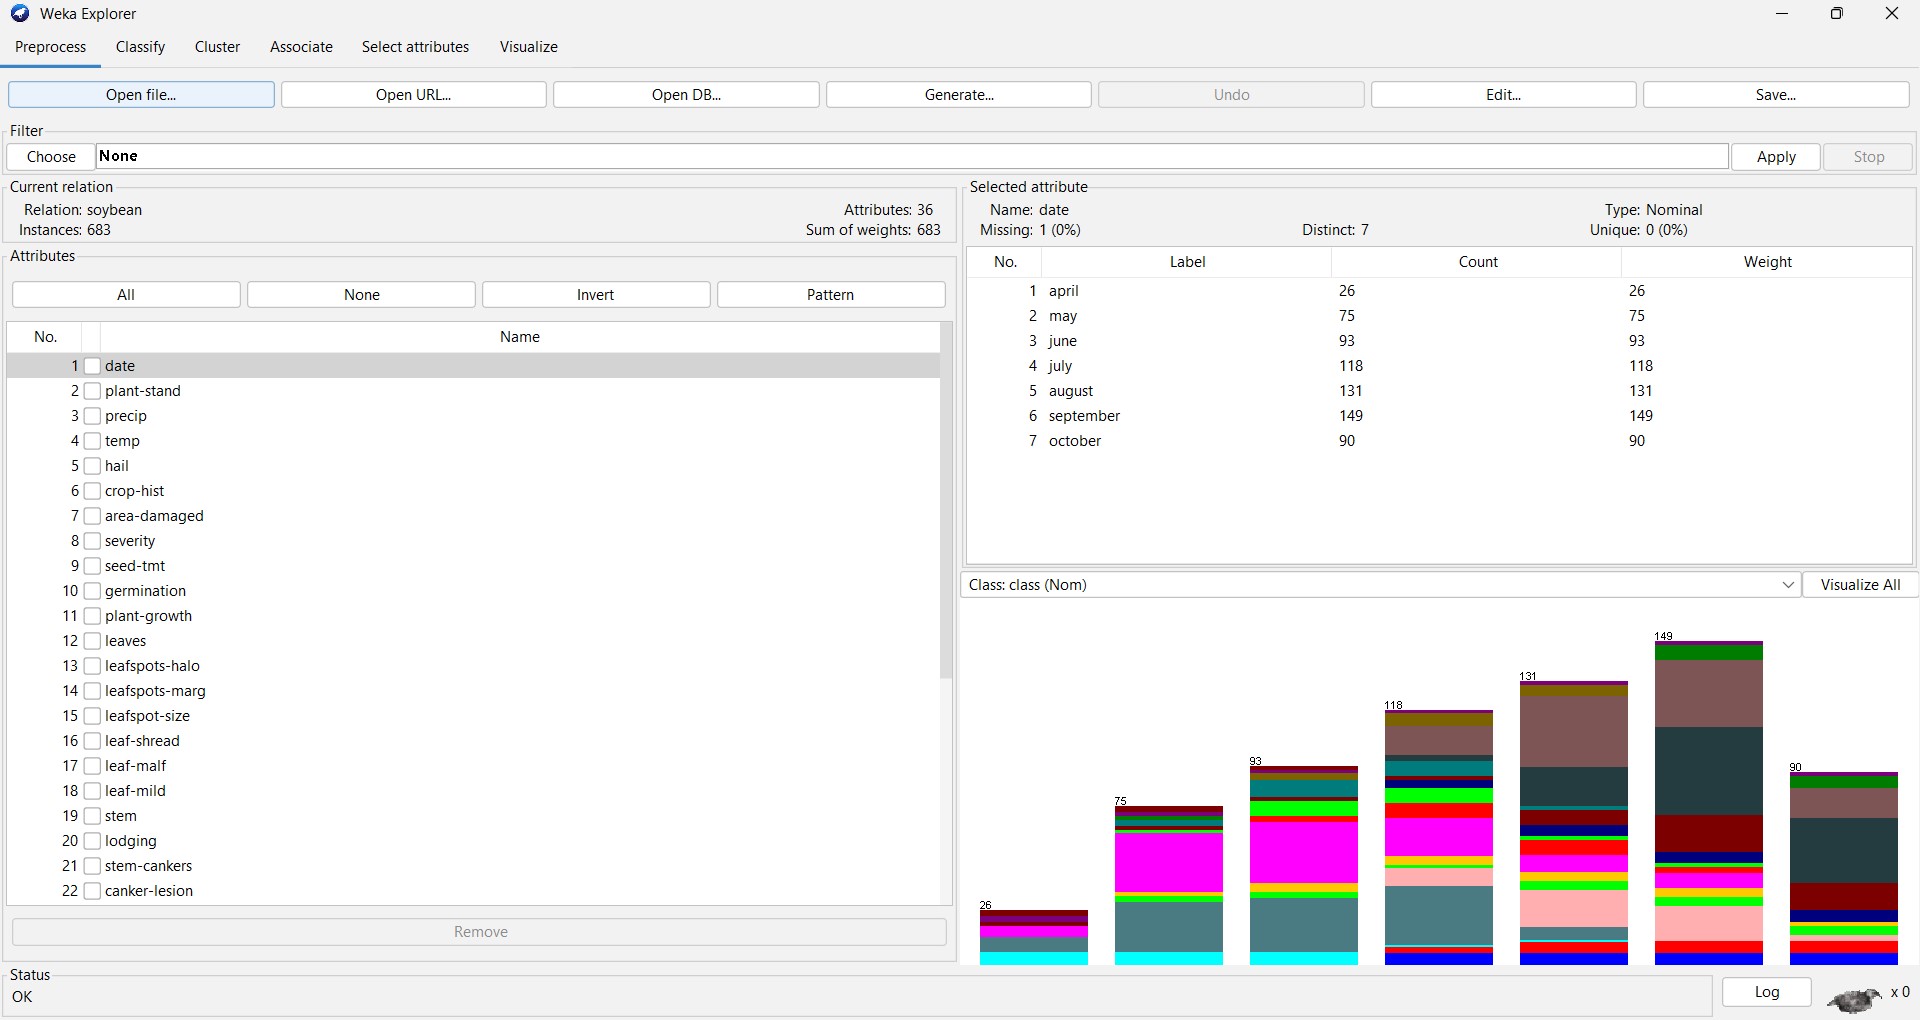 Weka Explorer
Preprocess Classify Cluster Associate Select attributes Visualize
Open file... Open URL... Open DB... Generate... Undo Edit... Save...
Filter
Choose None Apply Stop
Current relation
Relation: soybean Attributes: 36
Instances: 683 Sum of weights: 683
Attributes
All None Invert Pattern
No. Name
1 date
2 plant-stand
3 precip
4 temp
5 hail
6 crop-hist
7 area-damaged
8 severity
9 seed-tmt
10 germination
11 plant-growth
12 leaves
13 leafspots-halo
14 leafspots-marg
15 leafspot-size
16 leaf-shread
17 leaf-malf
18 leaf-mild
19 stem
20 lodging
21 stem-cankers
22 canker-lesion
Remove
Selected attribute
Name: date Type: Nominal
Missing: 1 (0%) Distinct: 7 Unique: 0 (0%)
No. Label Count Weight
1 april 26 26
2 may 75 75
3 june 93 93
4 july 118 118
5 august 131 131
6 september 149 149
7 october 90 90
Class: class (Nom) Visualize All
26 75 93 118 131 149 90
Status
OK Log x 0